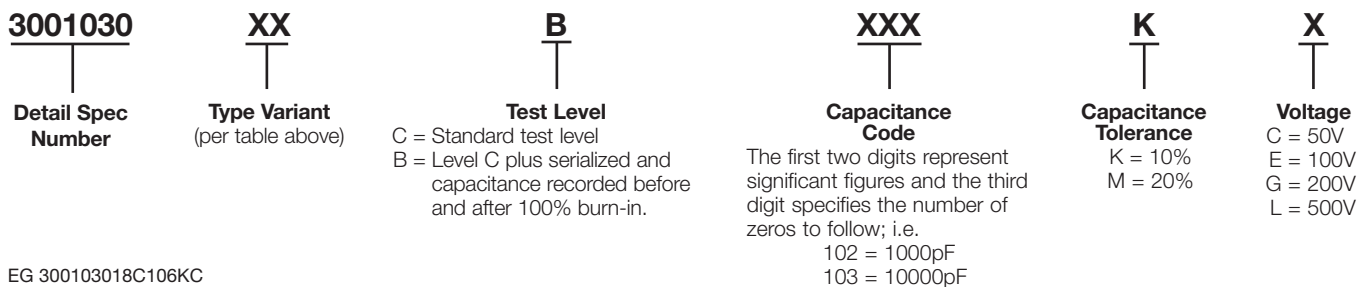 3001030 XX B XXX K X
Detail Spec
Number
Type Variant
(per table above)
Test Level
C = Standard test level
B = Level C plus serialized and
capacitance recorded before
and after 100% burn-in.
Capacitance
Code
The first two digits represent
significant figures and the third
digit specifies the number of
zeros to follow; i.e.
102 = 1000pF
103 = 10000pF
Capacitance
Tolerance
K = 10%
M = 20%
Voltage
C = 50V
E = 100V
G = 200V
L = 500V
EG 300103018C106KC